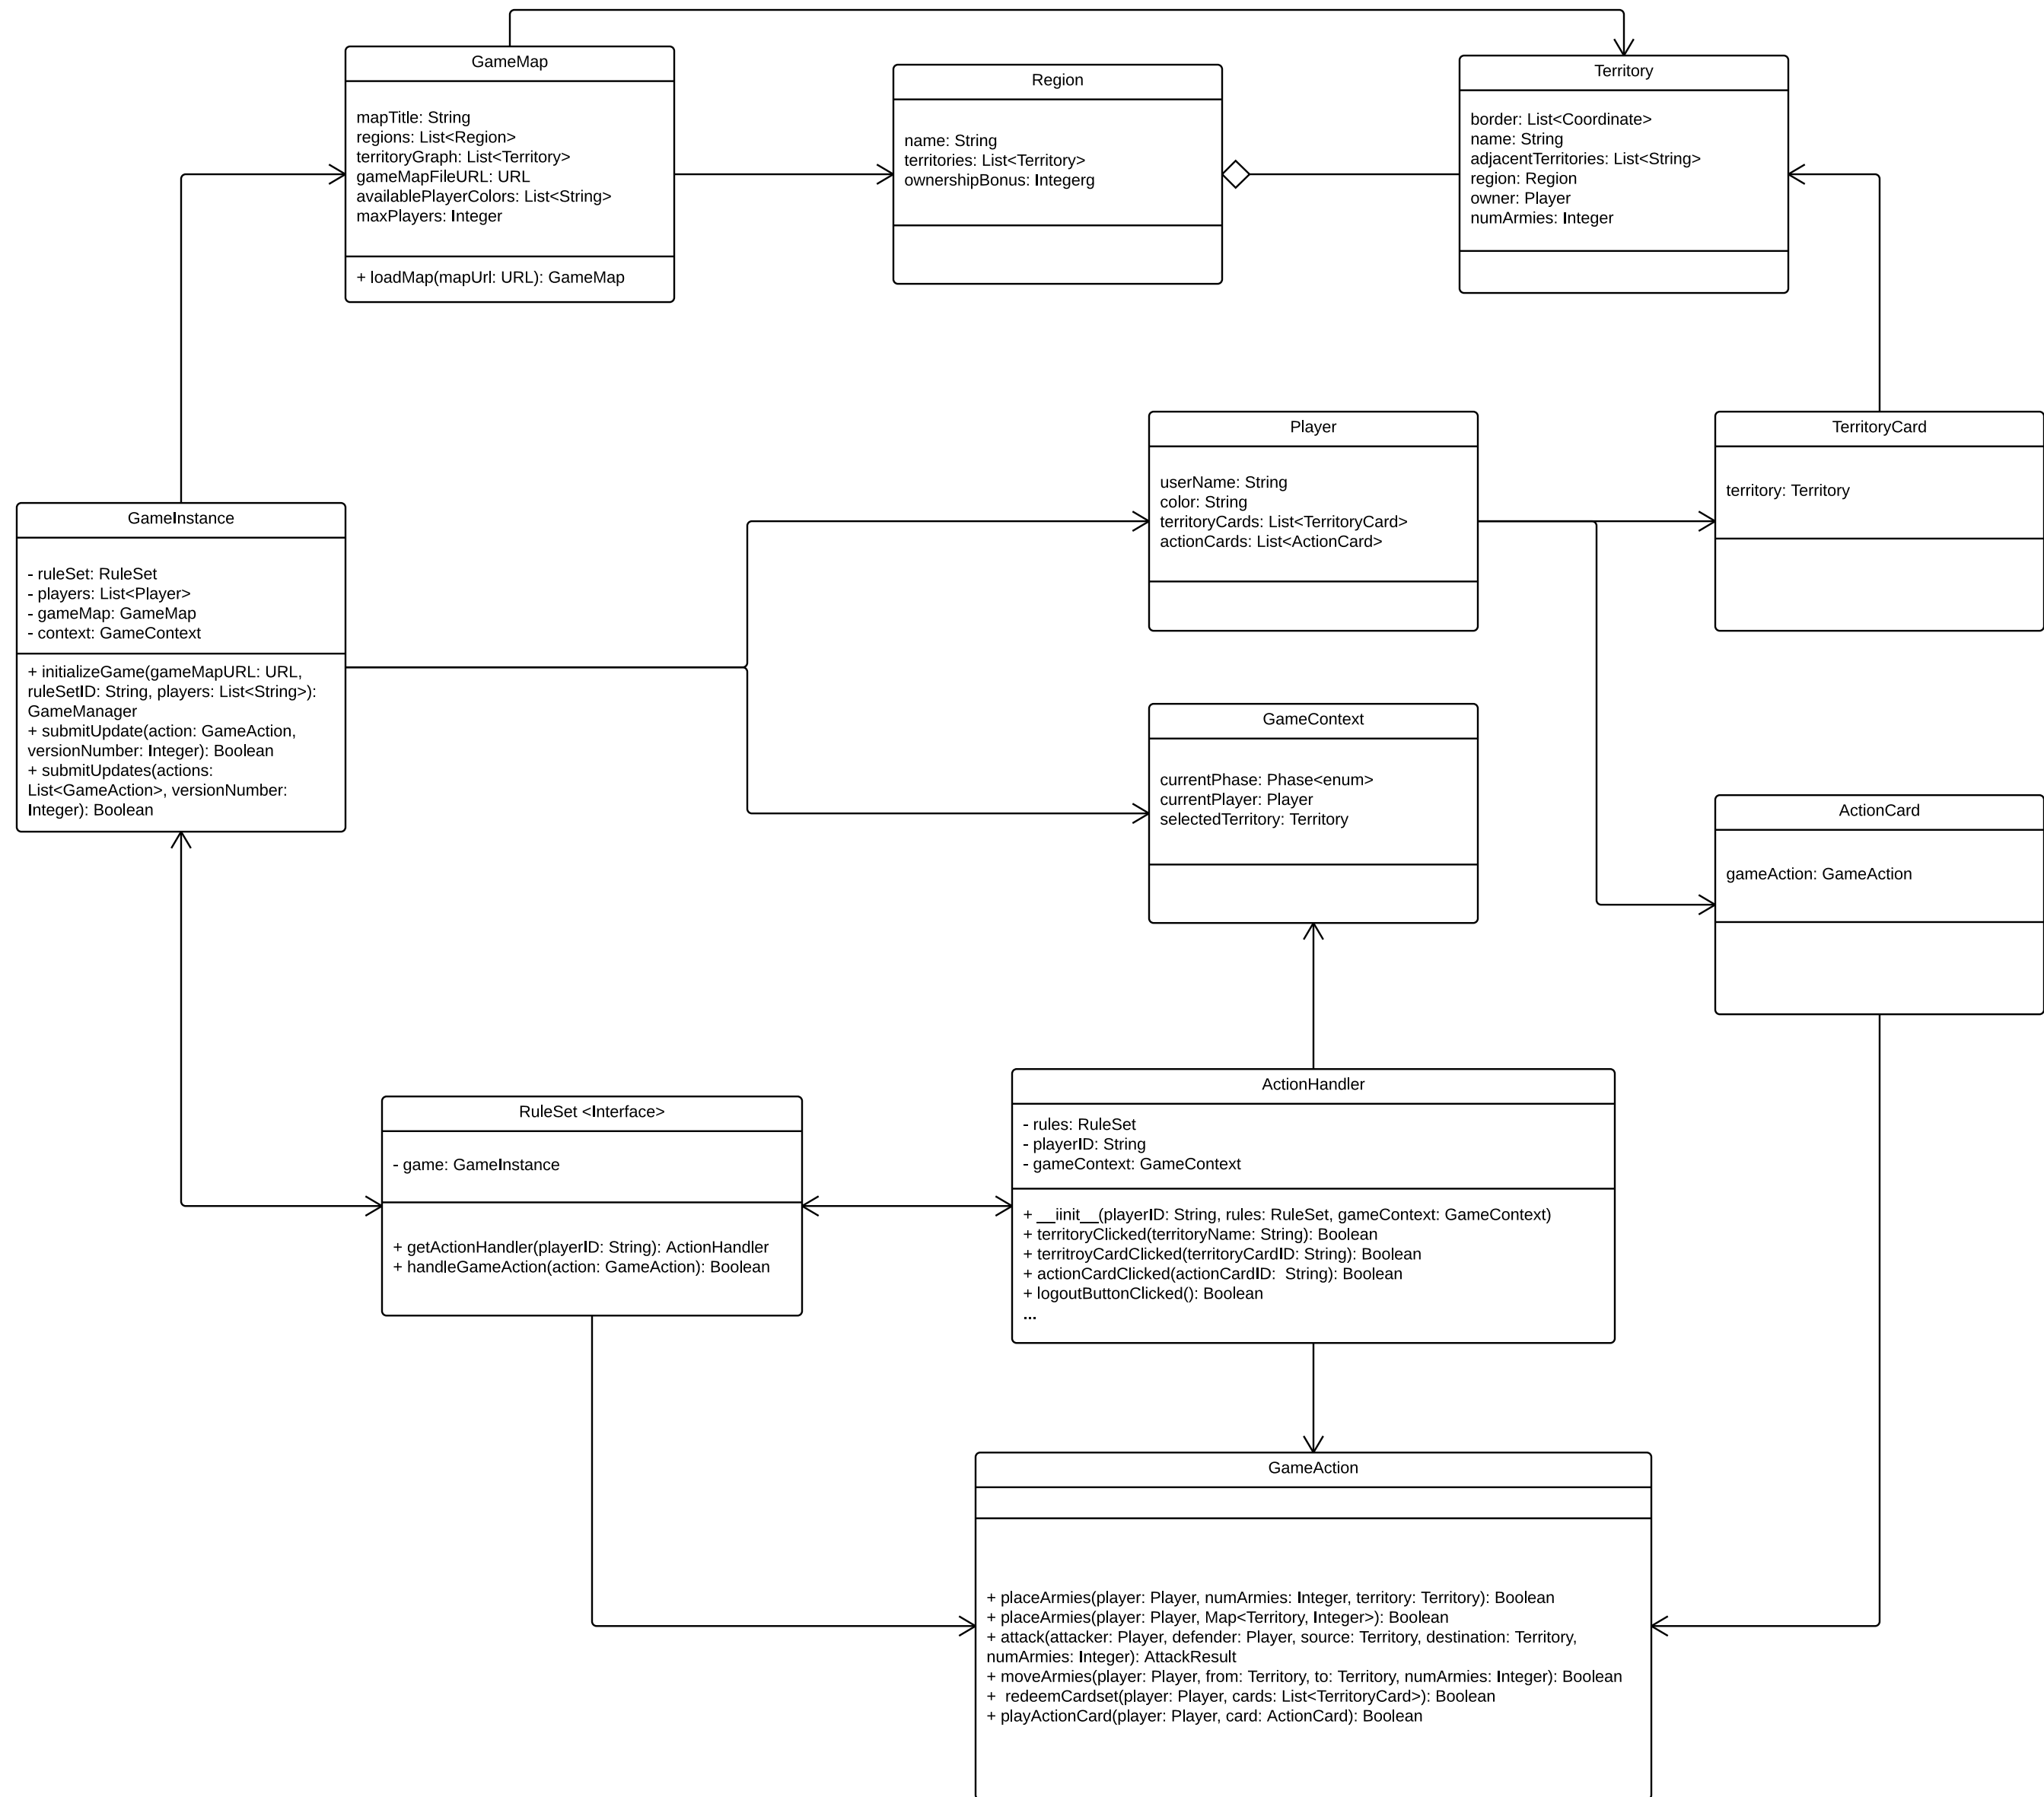 GameMap
mapTitle: String
regions: List<Region>
territoryGraph: List<Territory>
gameMapFileURL: URL
availablePlayerColors: List<String>
maxPlayers: Integer
+ loadMap(mapUrl: URL): GameMap
Region
name: String
territories: List<Territory>
ownershipBonus: Integerg
Territory
border: List<Coordinate>
name: String
adjacentTerritories: List<String>
region: Region
owner: Player
numArmies: Integer
Player
userName: String
color: String
territoryCards: List<TerritoryCard>
actionCards: List<ActionCard>
TerritoryCard
territory: Territory
GameInstance
- ruleSet: RuleSet
- players: List<Player>
- gameMap: GameMap
- context: GameContext
+ initializeGame(gameMapURL: URL,
ruleSetID: String, players: List<String>):
GameManager
+ submitUpdate(action: GameAction,
versionNumber: Integer): Boolean
+ submitUpdates(actions:
List<GameAction>, versionNumber:
Integer): Boolean
GameContext
currentPhase: Phase<enum>
currentPlayer: Player
selectedTerritory: Territory
ActionCard
gameAction: GameAction
RuleSet <Interface>
- game: GameInstance
+ getActionHandler(playerID: String): ActionHandler
+ handleGameAction(action: GameAction): Boolean
ActionHandler
- rules: RuleSet
- playerID: String
- gameContext: GameContext
+ __iinit__(playerID: String, rules: RuleSet, gameContext: GameContext)
+ territoryClicked(territoryName: String): Boolean
+ territroyCardClicked(territoryCardID: String): Boolean
+ actionCardClicked(actionCardID:  String): Boolean
+ logoutButtonClicked(): Boolean
...
GameAction
+ placeArmies(player: Player, numArmies: Integer, territory: Territory): Boolean
+ placeArmies(player: Player, Map<Territory, Integer>): Boolean
+ attack(attacker: Player, defender: Player, source: Territory, destination: Territory,
numArmies: Integer): AttackResult
+ moveArmies(player: Player, from: Territory, to: Territory, numArmies: Integer): Boolean
+  redeemCardset(player: Player, cards: List<TerritoryCard>): Boolean
+ playActionCard(player: Player, card: ActionCard): Boolean